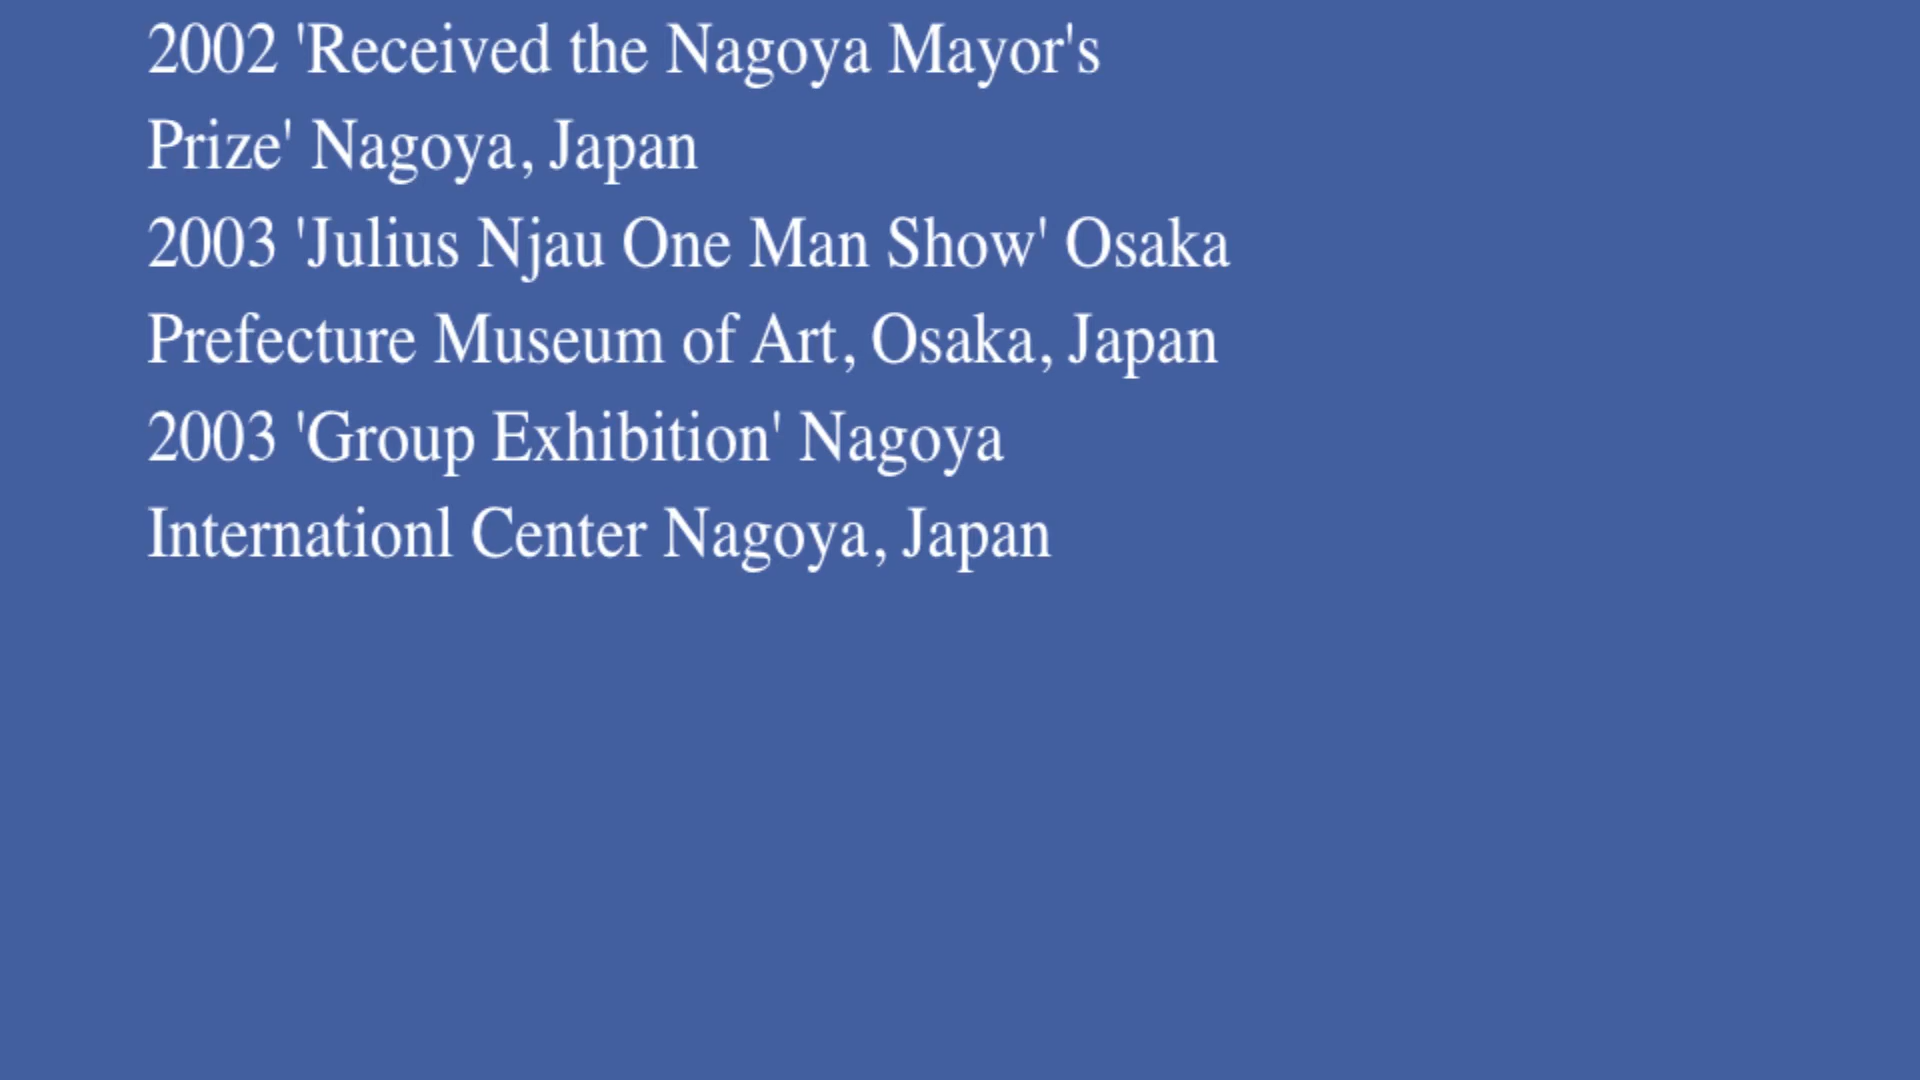 2002 'Received the Nagoya Mayor's
Prize' Nagoya, Japan
2003 'Julius Njau One Man Show' Osaka
Prefecture Museum of Art, Osaka, Japan
2003 'Group Exhibition' Nagoya
Internationl Center Nagoya, Japan